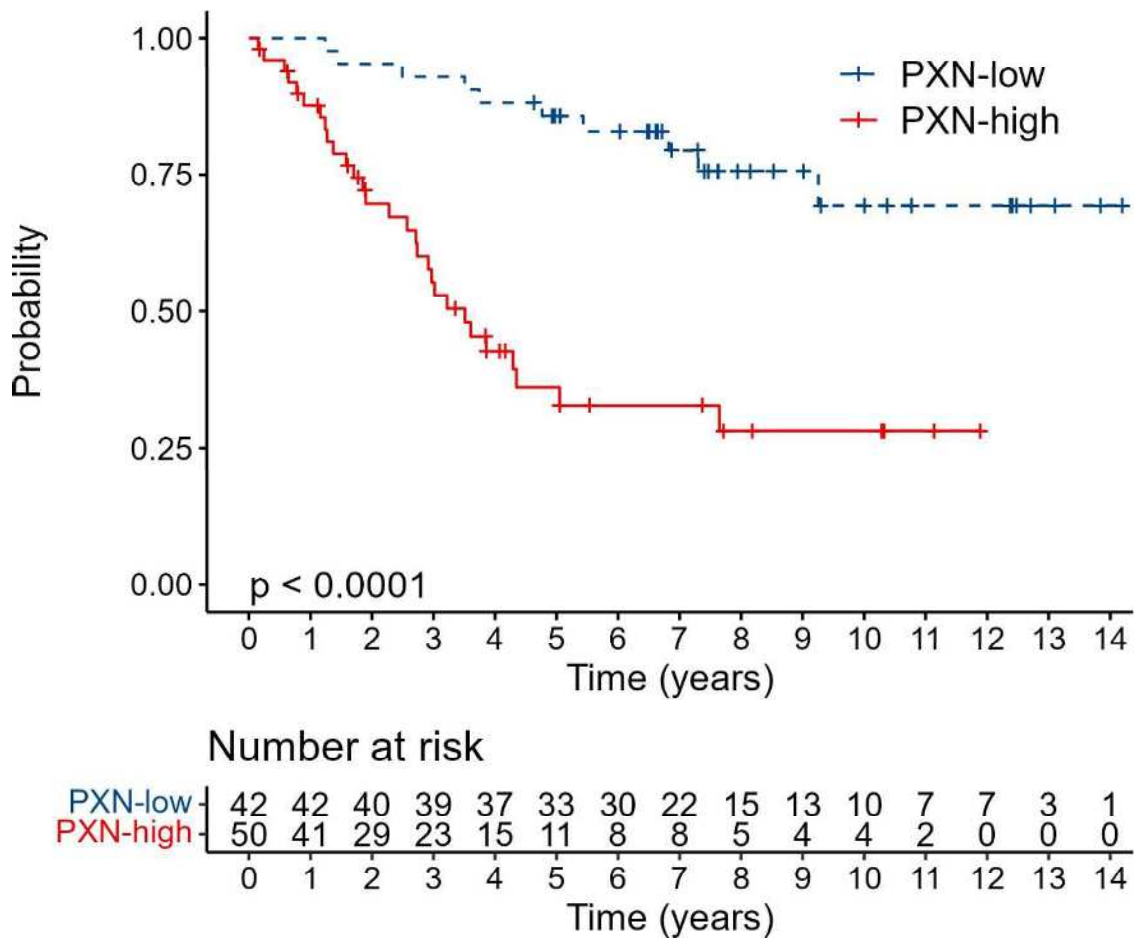 1.00
0.75
0.50
0.25
0.00
Probability
PXN-low
PXN-high
p < 0.0001
0 1 2 3 4 5 6 7 8 9 10 11 12 13 14
Time (years)
Number at risk
PXN-low 42 42 40 39 37 33 30 22 15 13 10 7 7 3 1
PXN-high 50 41 29 23 15 11 8 8 5 4 4 2 0 0 0
0 1 2 3 4 5 6 7 8 9 10 11 12 13 14
Time (years)